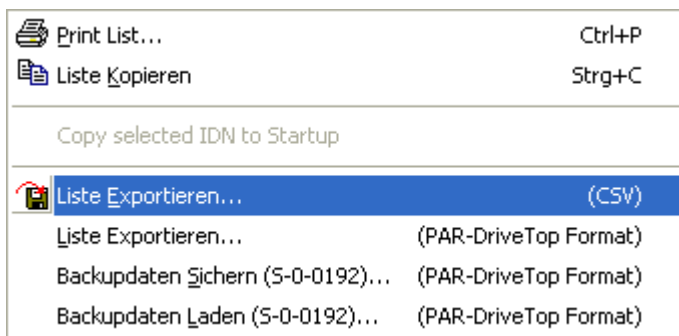 Print List... Ctrl+P
Liste Kopieren Strg+C
Copy selected IDN to Startup
Liste Exportieren... (CSV)
Liste Exportieren... (PAR-DriveTop Format)
Backupdaten Sichern (S-0-0192)... (PAR-DriveTop Format)
Backupdaten Laden (S-0-0192)... (PAR-DriveTop Format)